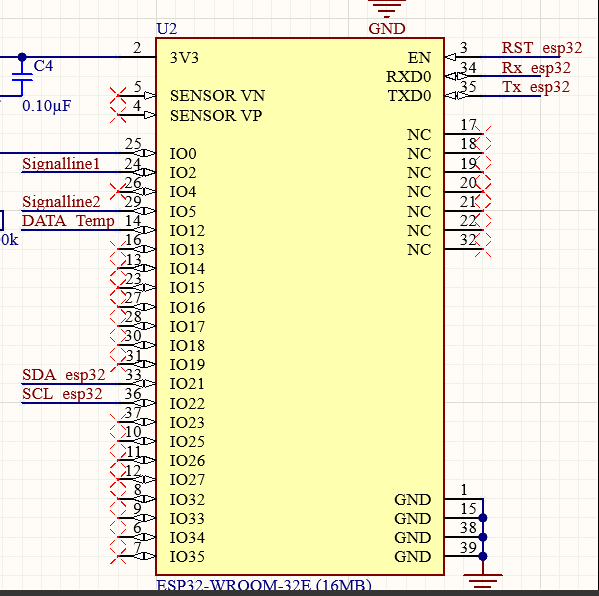 GND
U2
2 3V3 EN 3 RST esp32
C4 RXD0 34 Rx esp32
5 SENSOR VN TXD0 35 Tx esp32
0.10µF 4 SENSOR VP
NC 17
25 IO0 NC 18
Signalline1 24 IO2 NC 19
26 IO4 NC 20
Signalline2 29 IO5 NC 21
DATA Temp 14 IO12 NC 22
0k 16 IO13 NC 32
13 IO14
23 IO15
27 IO16
28 IO17
30 IO18
31 IO19
SDA esp32 33 IO21
SCL esp32 36 IO22
37 IO23
10 IO25
11 IO26
12 IO27
8 IO32 GND 1
9 IO33 GND 15
6 IO34 GND 38
7 IO35 GND 39
ESP32-WROOM-32E (16MB)